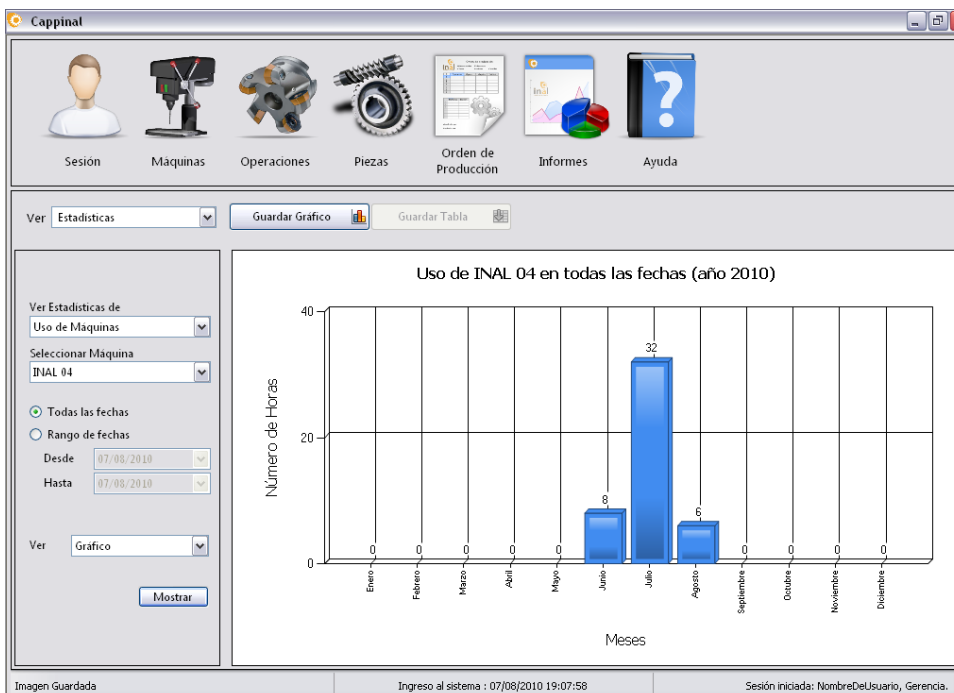 Cappinal
inal
inal
Sesión
Máquinas
Operaciones
Piezas
Orden de
Producción
Informes
Ayuda
Ver
Estadísticas
Guardar Gráfico
Guardar Tabla
Ver Estadísticas de
Uso de Máquinas
Seleccionar Máquina
INAL 04
Todas las fechas
Rango de fechas
Desde
07/08/2010
Hasta
07/08/2010
Ver
Gráfico
Mostrar
Uso de INAL 04 en todas las fechas (año 2010)
Número de Horas
40
20
0
0
0
0
0
0
8
32
6
0
0
0
0
Enero
Febrero
Marzo
Abril
Mayo
Junio
Julio
Agosto
Septiembre
Octubre
Noviembre
Diciembre
Meses
Imagen Guardada
Ingreso al sistema : 07/08/2010 19:07:58
Sesión iniciada: NombreDeUsuario, Gerencia.